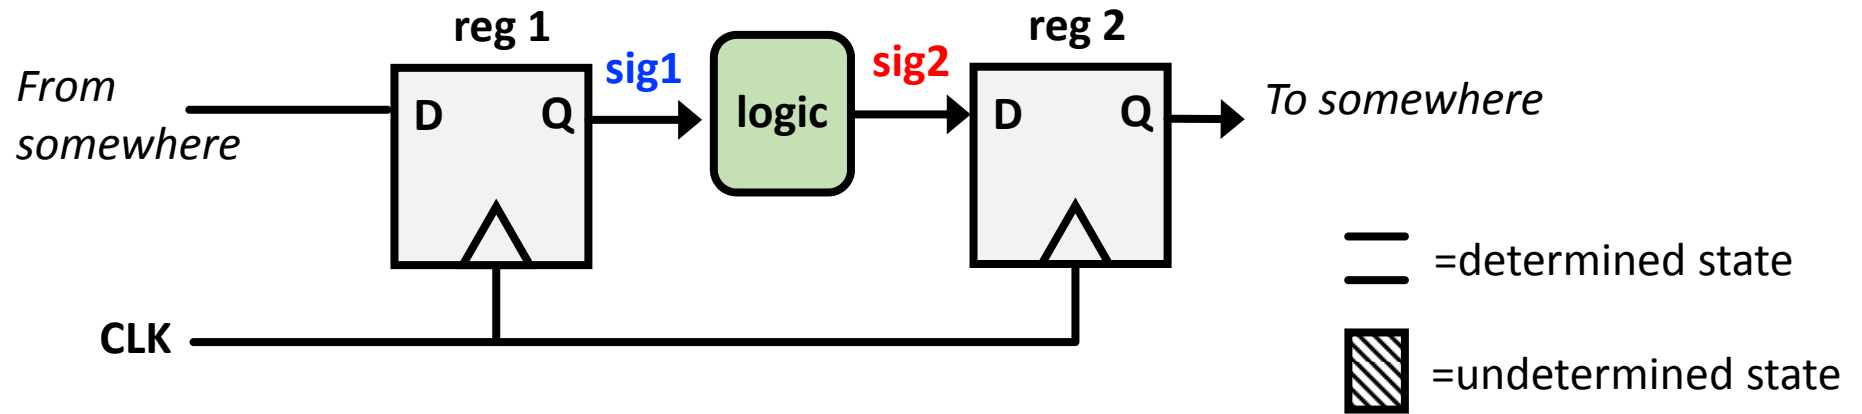 reg 1
reg 2
From
somewhere
sig1
logic
sig2
To somewhere
D
Q
D
Q
CLK
=determined state
=undetermined state